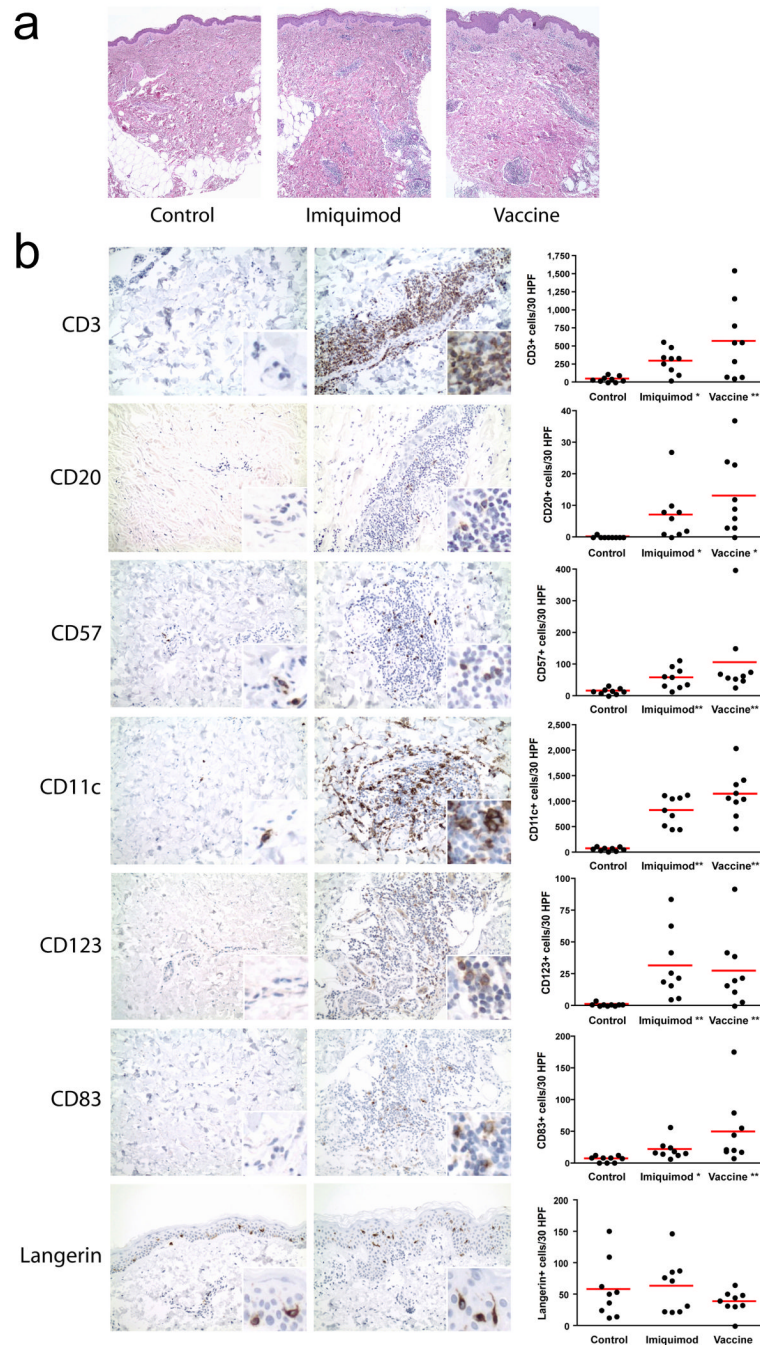 a
Control
Imiquimod
Vaccine
b
CD3
CD3+ cells/30 HPF
1,750
1,500
1,250
1,000
750
500
250
0
Control
Imiquimod *
Vaccine **
CD20
CD20+ cells/30 HPF
40
30
20
10
0
Control
Imiquimod *
Vaccine *
CD57
CD57+ cells/30 HPF
400
300
200
100
0
Control
Imiquimod**
Vaccine**
CD11c
CD11c+ cells/30 HPF
2,500
2,000
1,500
1,000
500
0
Control
Imiquimod**
Vaccine**
CD123
CD123+ cells/30 HPF
100
75
50
25
0
Control
Imiquimod **
Vaccine **
CD83
CD83+ cells/30 HPF
200
150
100
50
0
Control
Imiquimod *
Vaccine **
Langerin
Langerin+ cells/30 HPF
200
150
100
50
0
Control
Imiquimod
Vaccine